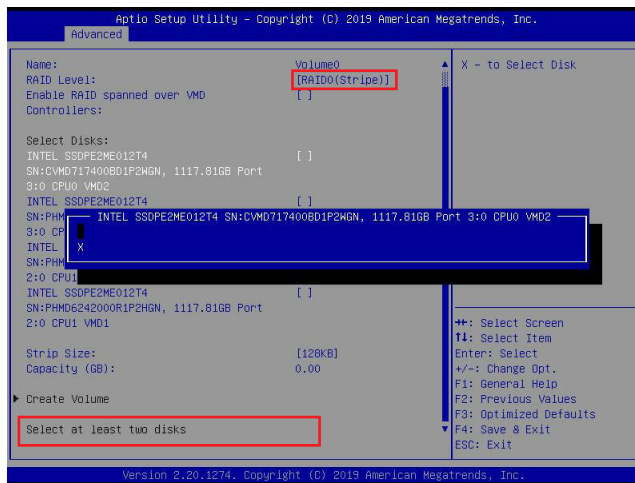 Aptio Setup Utility – Copyright (C) 2019 American Megatrends, Inc.
Advanced
Name: Volume0
RAID Level: [RAID0(Stripe)]
Enable RAID spanned over VMD [ ]
Controllers:
Select Disks:
INTEL SSDPE2ME012T4 [ ]
SN:CVMD717400BD1P2WGN, 1117.81GB Port
3:0 CPU0 VMD2
INTEL SSDPE2ME012T4 [ ]
SN:PHM
3:0 CP
INTEL
SN:PHM
2:0 CPU1
INTEL SSDPE2ME012T4 [ ]
SN:PHMD6242000R1P2HGN, 1117.81GB Port
2:0 CPU1 VMD1
Strip Size: [128KB]
Capacity (GB): 0.00
Create Volume
Select at least two disks
INTEL SSDPE2ME012T4 SN:CVMD717400BD1P2WGN, 1117.81GB Port 3:0 CPU0 VMD2
X
X – to Select Disk
→←: Select Screen
↑↓: Select Item
Enter: Select
+/-: Change Opt.
F1: General Help
F2: Previous Values
F3: Optimized Defaults
F4: Save & Exit
ESC: Exit
Version 2.20.1274. Copyright (C) 2019 American Megatrends, Inc.